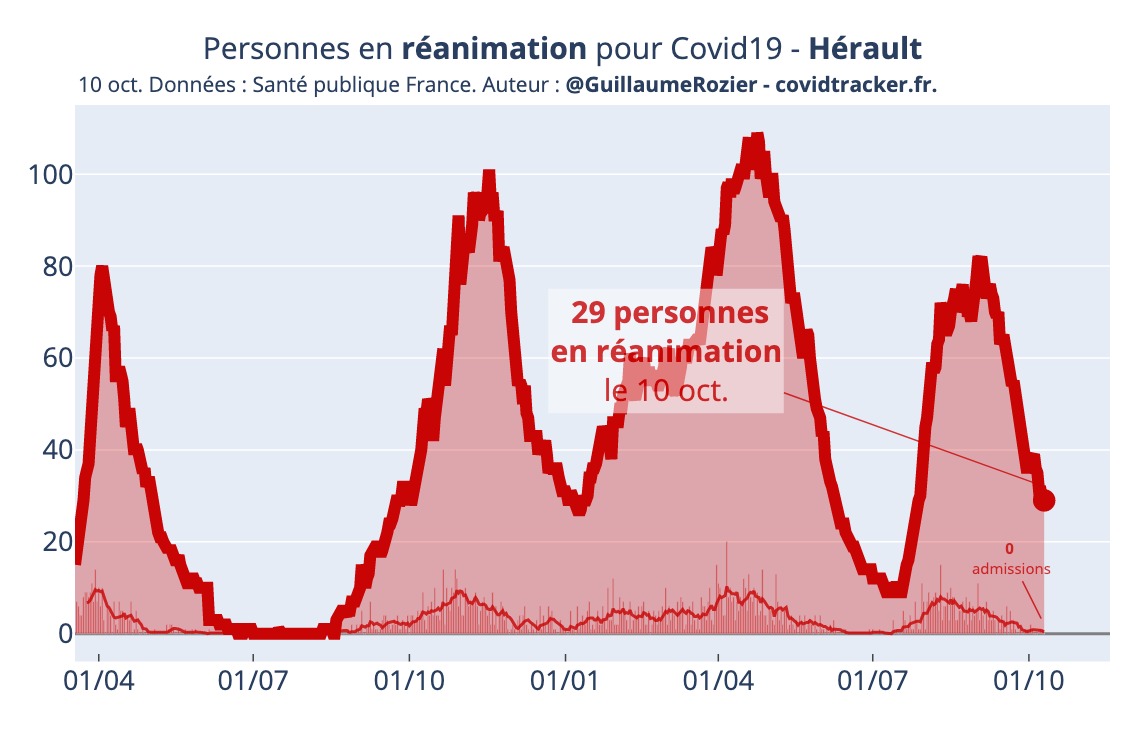 Personnes en réanimation pour Covid19 - Hérault
10 oct. Données : Santé publique France. Auteur : @GuillaumeRozier - covidtracker.fr.
100
80
60
40
20
0
29 personnes
en réanimation
le 10 oct.
0
admissions
01/04
01/07
01/10
01/01
01/04
01/07
01/10